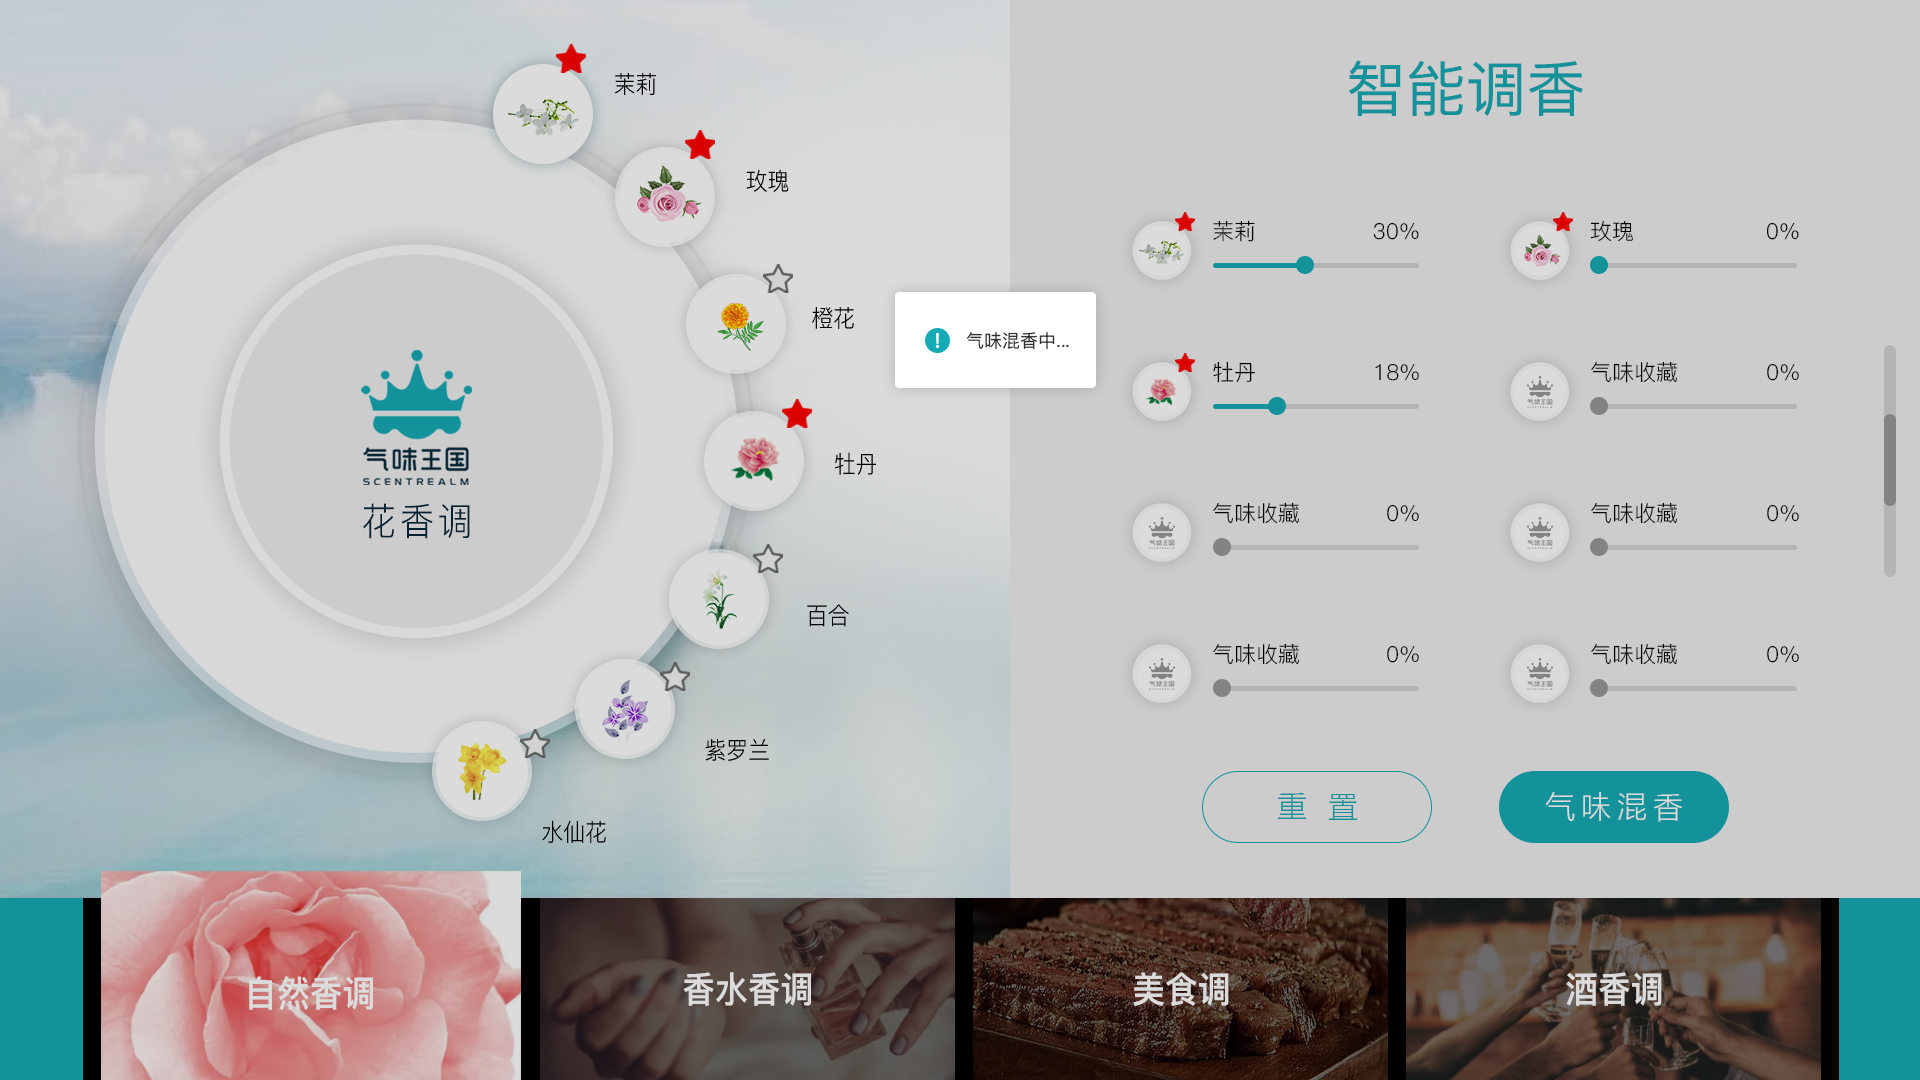 茉莉
玫瑰
橙花
牡丹
百合
紫罗兰
水仙花
气味王国
SCENTREALM
花香调
智能调香
茉莉 30%
玫瑰 0%
牡丹 18%
气味收藏 0%
气味收藏 0%
气味收藏 0%
气味收藏 0%
气味收藏 0%
气味混香中...
重置
气味混香
自然香调
香水香调
美食调
酒香调